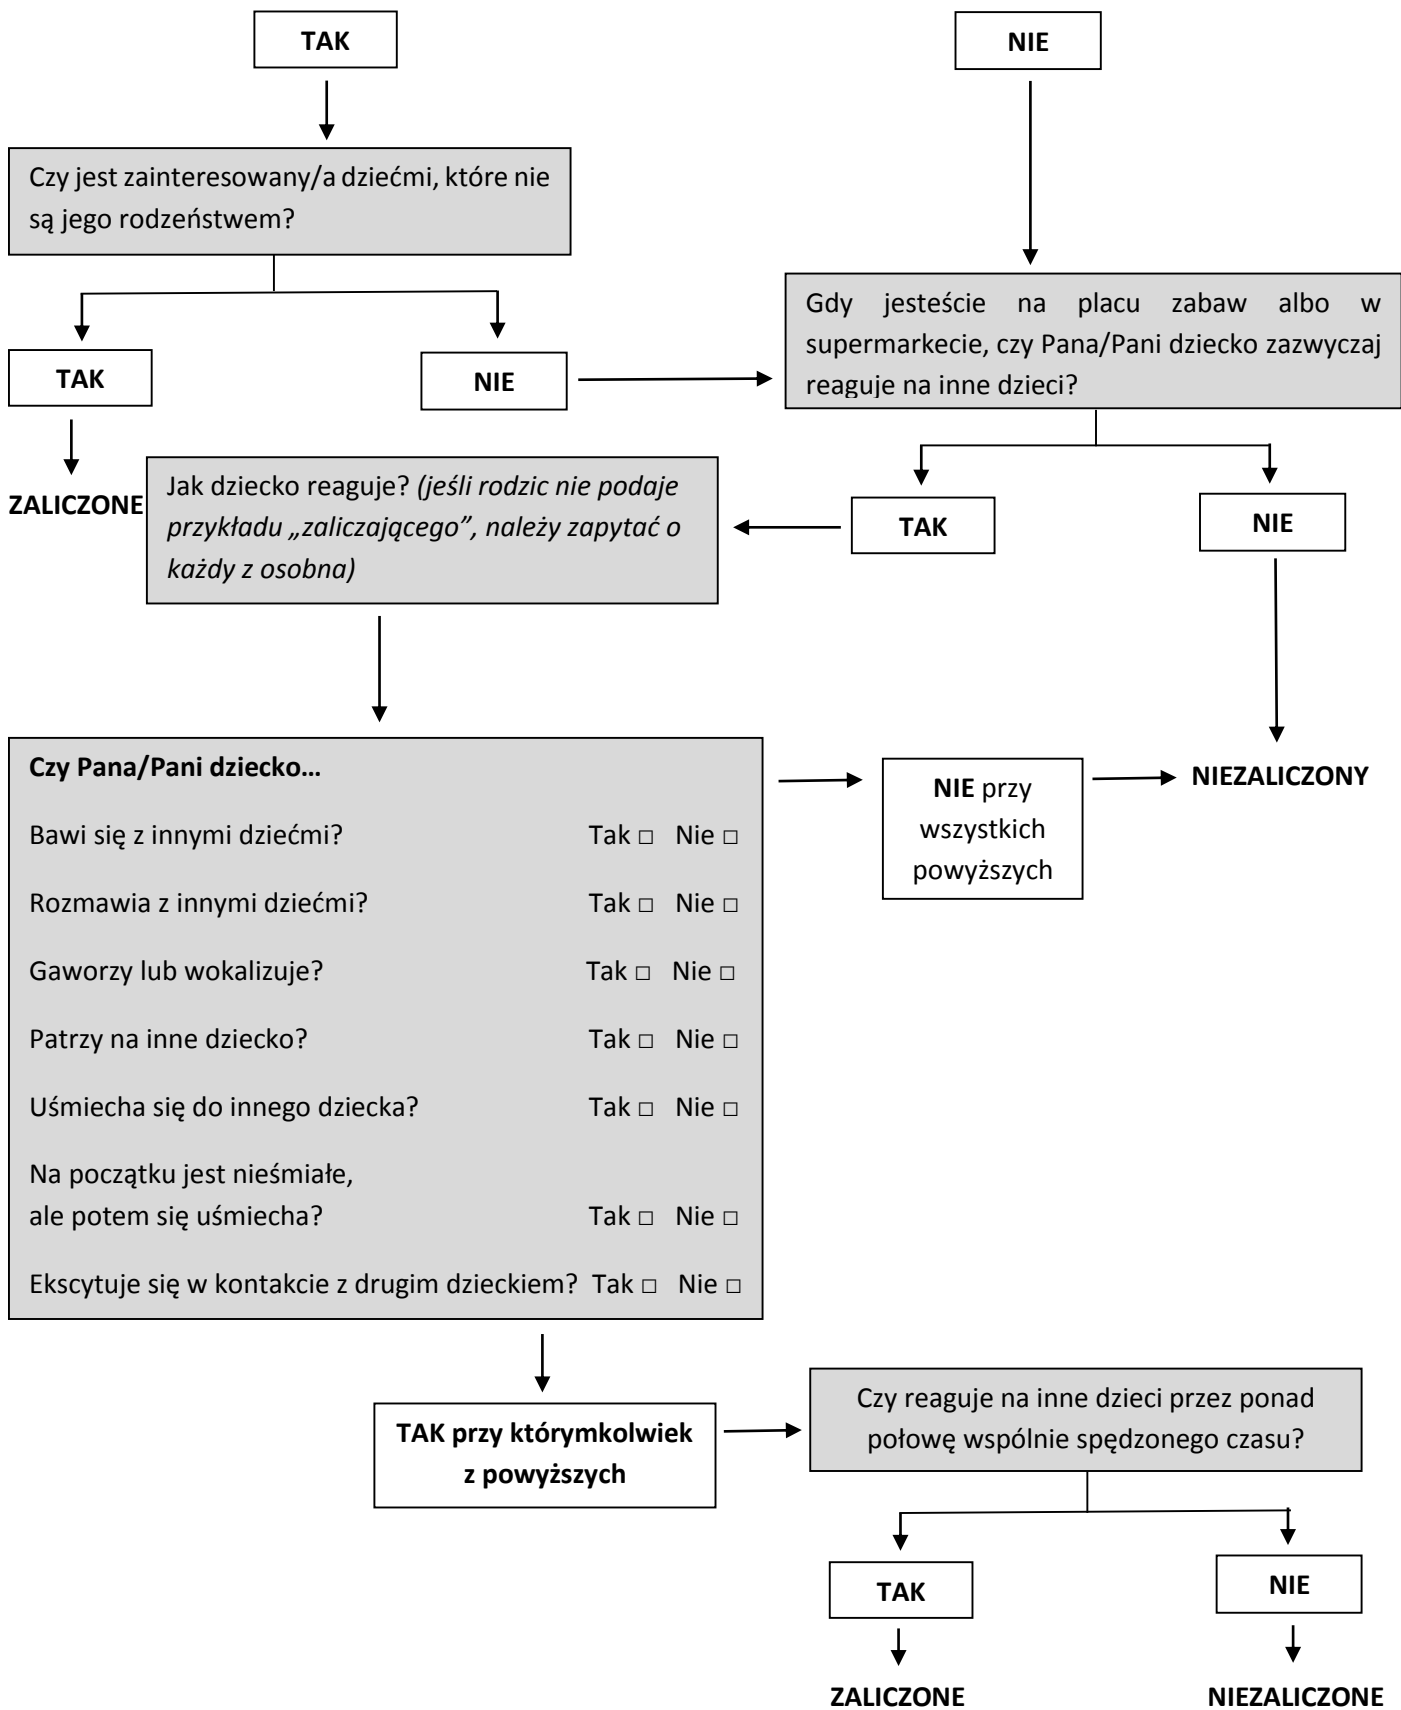 TAK
NIE
Czy jest zainteresowany/a dziećmi, które nie
są jego rodzeństwem?
Gdy jesteście na placu zabaw albo w
supermarkecie, czy Pana/Pani dziecko zazwyczaj
reaguje na inne dzieci?
TAK
NIE
ZALICZONE
Jak dziecko reaguje? (jeśli rodzic nie podaje
przykładu „zaliczającego”, należy zapytać o
każdy z osobna)
TAK
NIE
Czy Pana/Pani dziecko…
Bawi się z innymi dziećmi? Tak □ Nie □
Rozmawia z innymi dziećmi? Tak □ Nie □
Gaworzy lub wokalizuje? Tak □ Nie □
Patrzy na inne dziecko? Tak □ Nie □
Uśmiecha się do innego dziecka? Tak □ Nie □
Na początku jest nieśmiałe,
ale potem się uśmiecha? Tak □ Nie □
Ekscytuje się w kontakcie z drugim dzieckiem? Tak □ Nie □
NIE przy
wszystkich
powyższych
NIEZALICZONY
TAK przy którymkolwiek
z powyższych
Czy reaguje na inne dzieci przez ponad
połowę wspólnie spędzonego czasu?
TAK
NIE
ZALICZONE
NIEZALICZONE